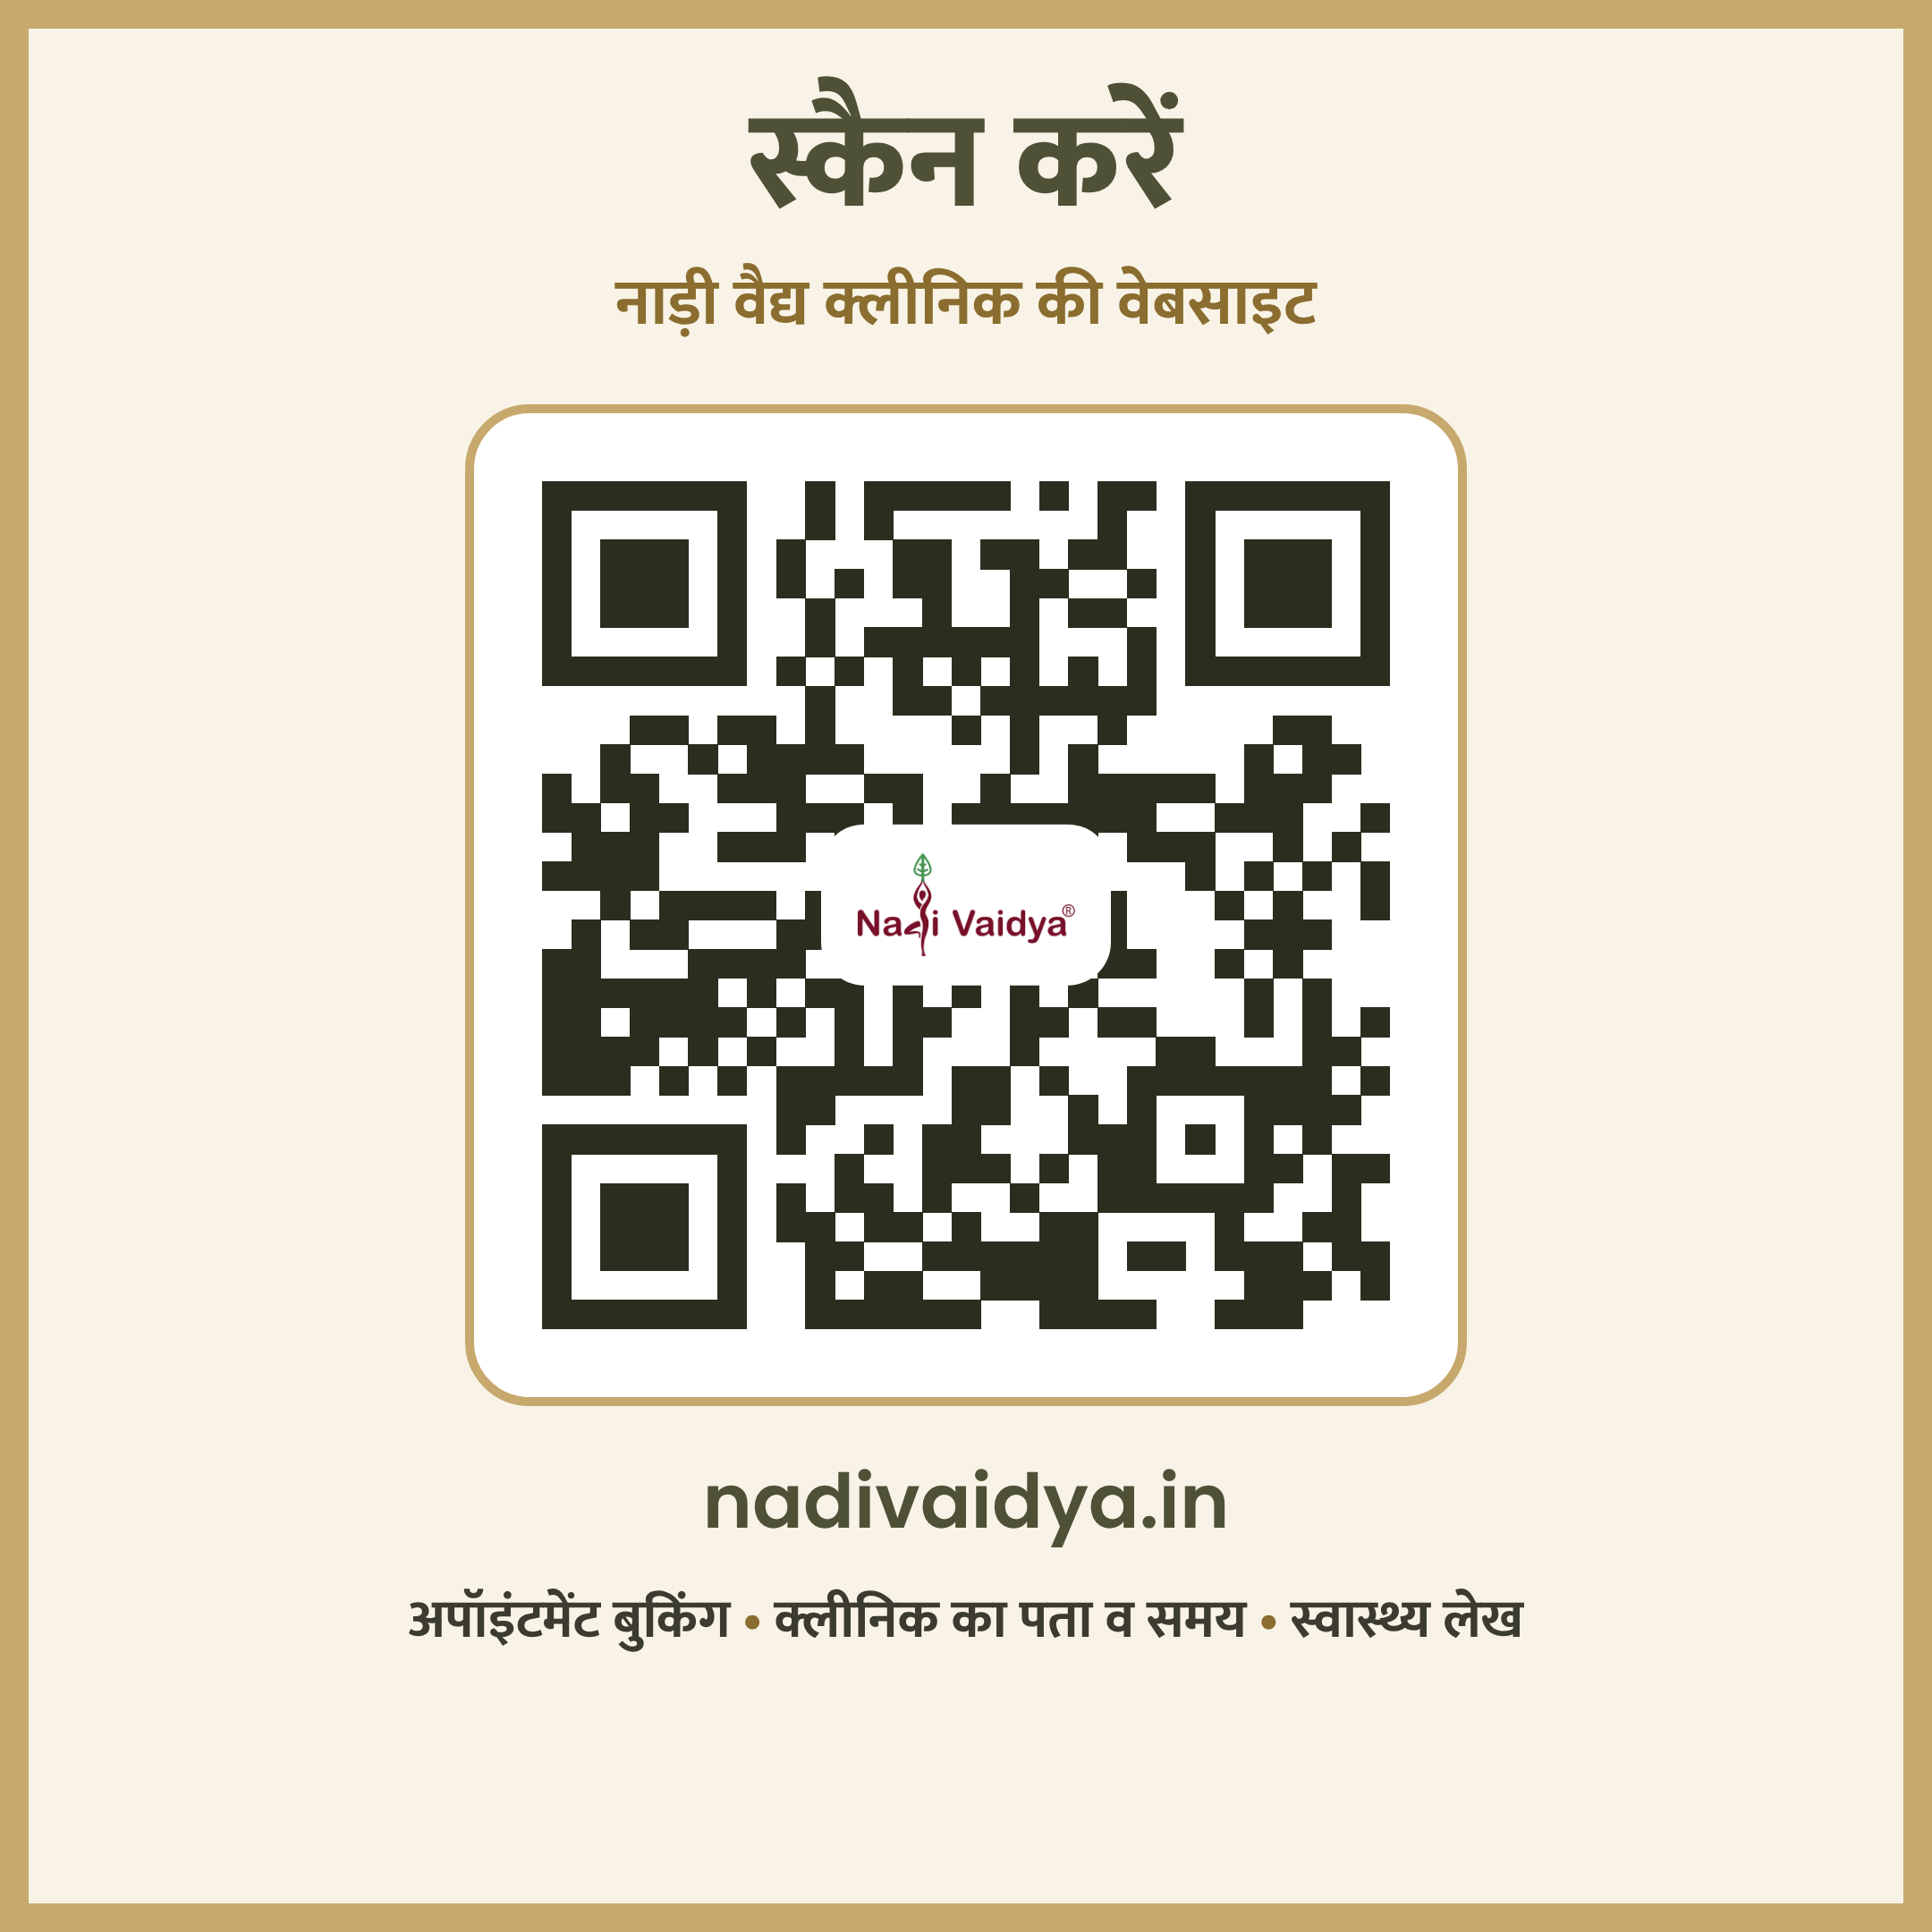 स्कैन करें
नाड़ी वैद्य क्लीनिक की वेबसाइट
Nadi Vaidya®
nadivaidya.in
अपॉइंटमेंट बुकिंग • क्लीनिक का पता व समय • स्वास्थ्य लेख